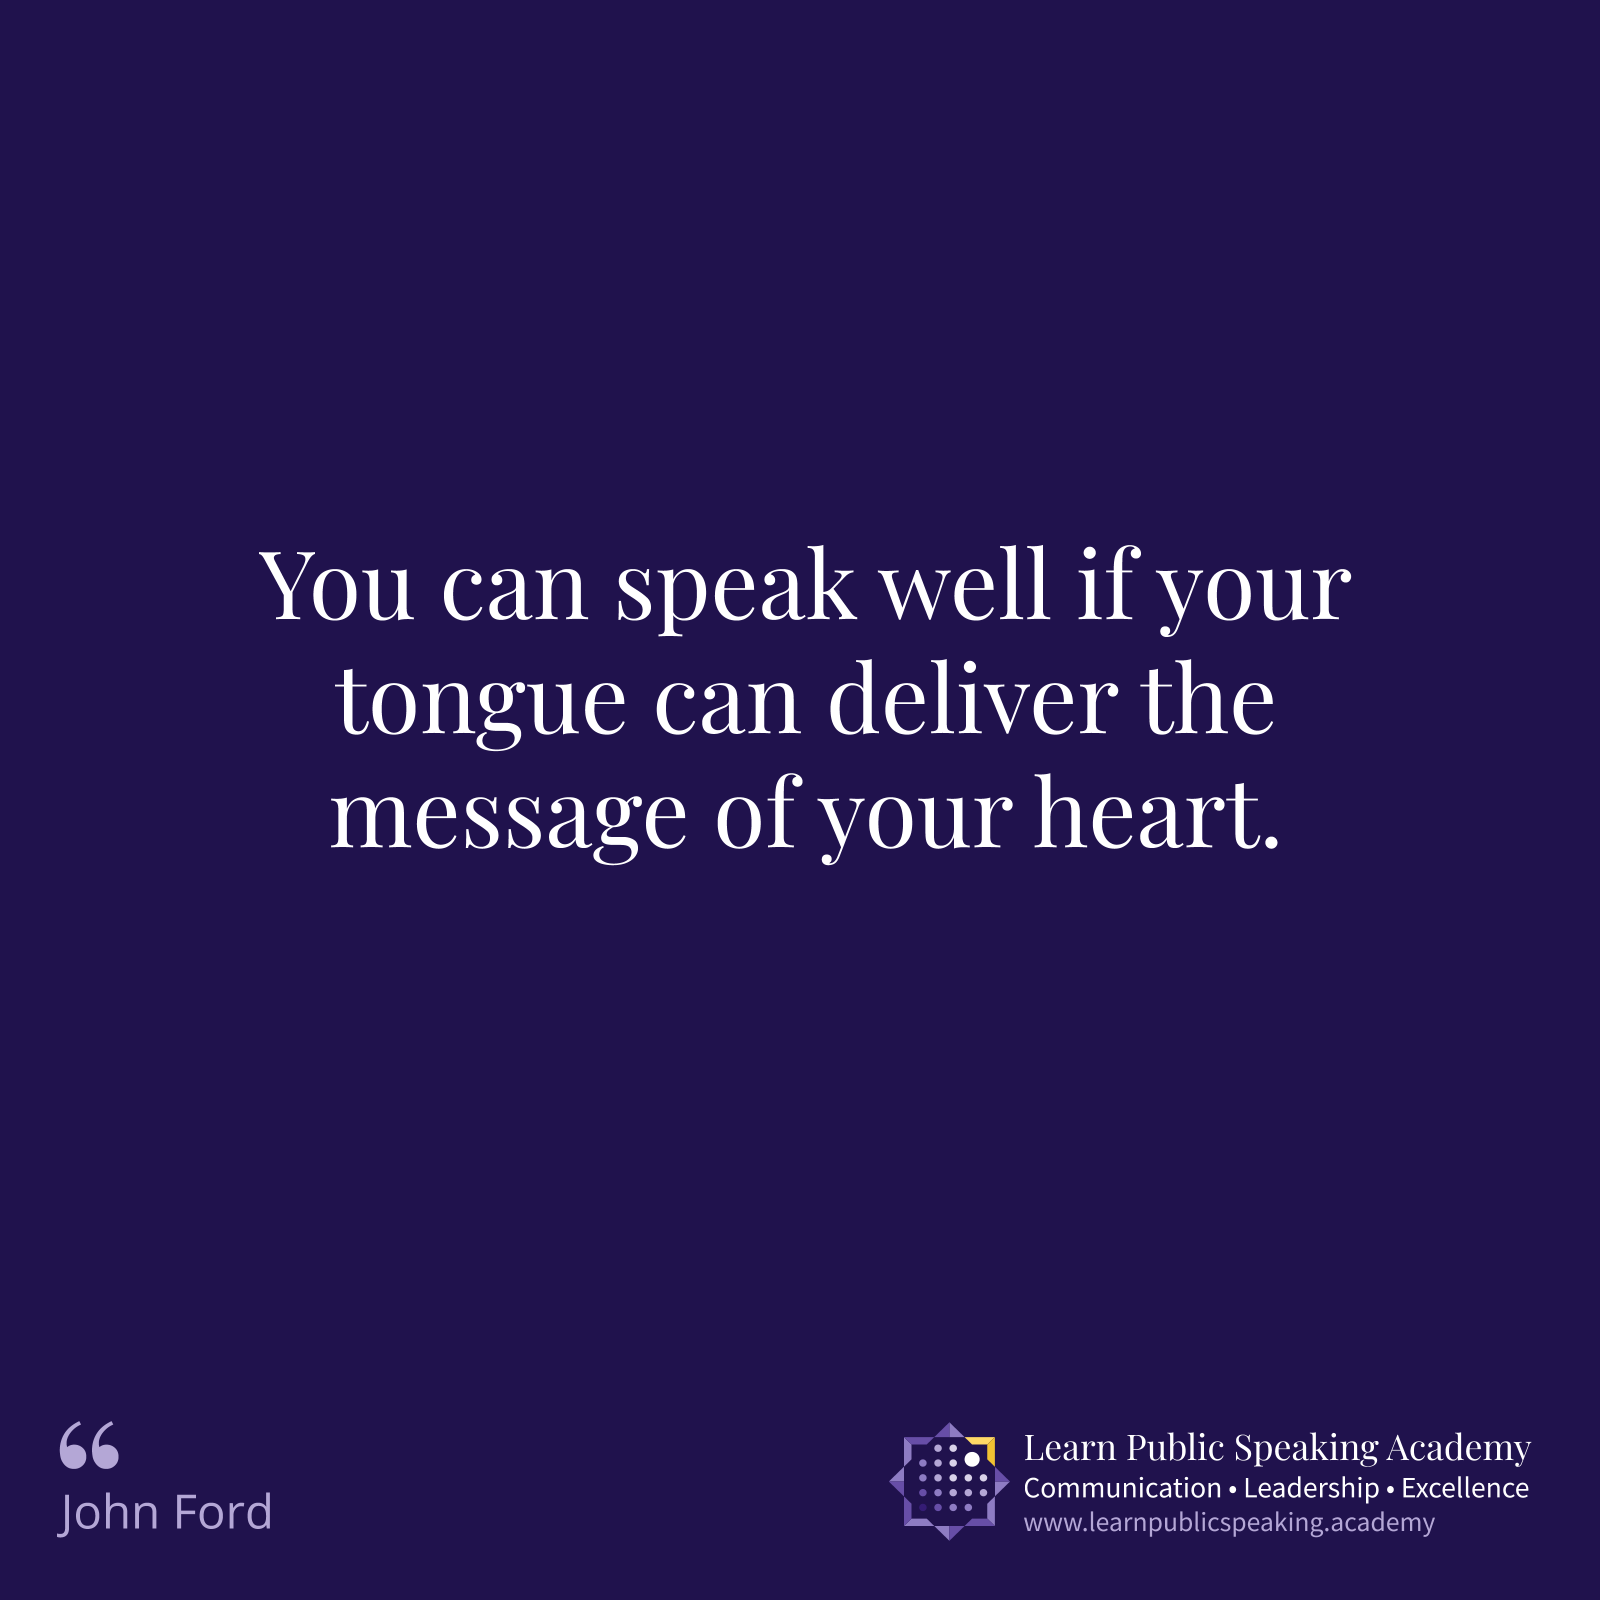 You can speak well if your
tongue can deliver the
message of your heart.
“
John Ford
Learn Public Speaking Academy
Communication • Leadership • Excellence
www.learnpublicspeaking.academy